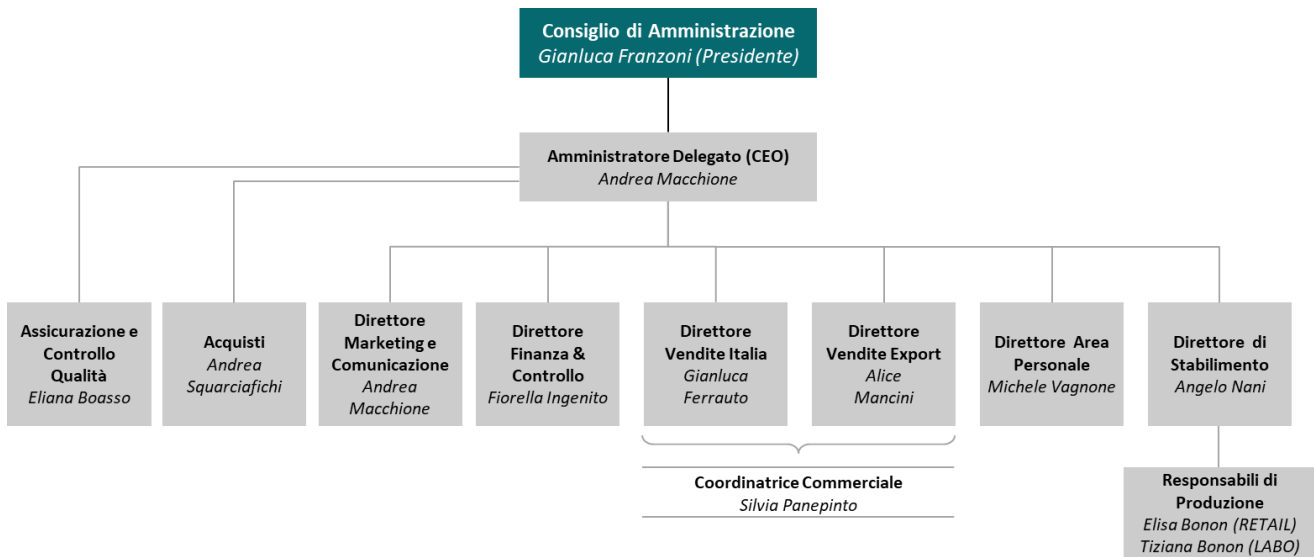 Consiglio di Amministrazione
Gianluca Franzoni (Presidente)
Amministratore Delegato (CEO)
Andrea Macchione
Assicurazione e
Controllo
Qualità
Eliana Boasso
Acquisti
Andrea
Squarciafichi
Direttore
Marketing e
Comunicazione
Andrea
Macchione
Direttore
Finanza &
Controllo
Fiorella Ingenito
Direttore
Vendite Italia
Gianluca
Ferrauto
Direttore
Vendite Export
Alice
Mancini
Direttore Area
Personale
Michele Vagnone
Direttore di
Stabilimento
Angelo Nani
Coordinatrice Commerciale
Silvia Panepinto
Responsabili di
Produzione
Elisa Bonon (RETAIL)
Tiziana Bonon (LABO)